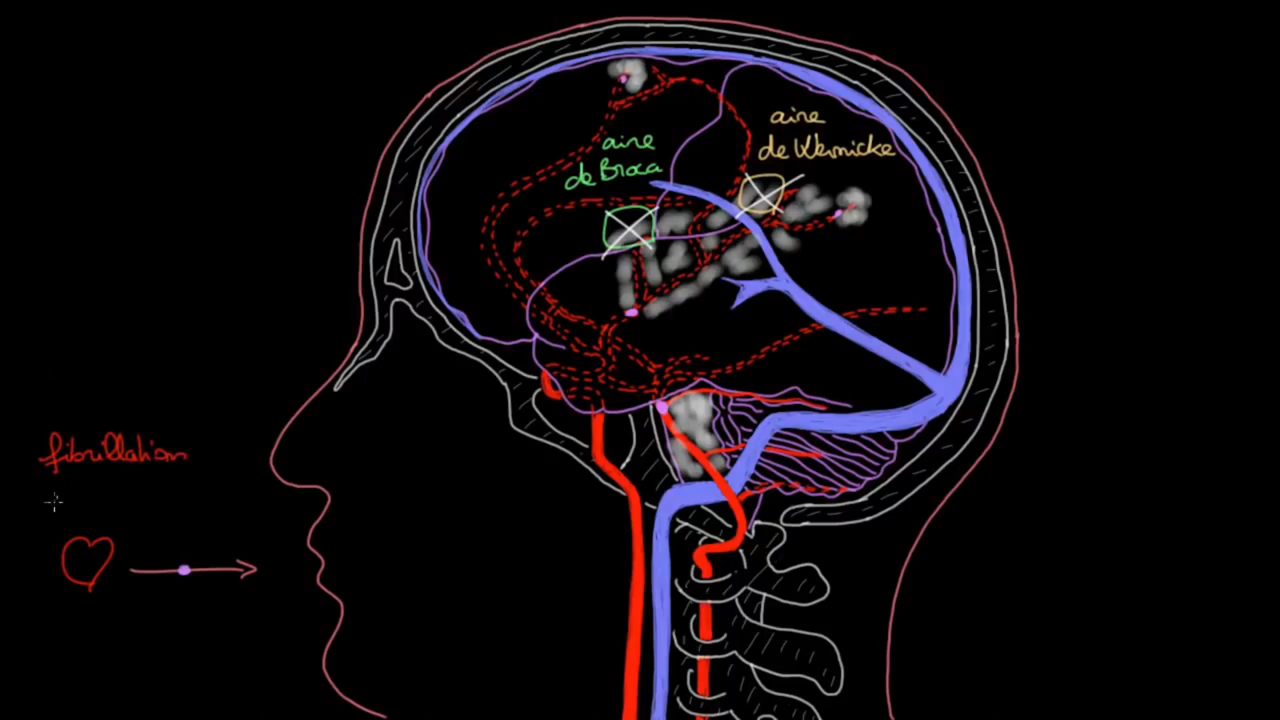 aire
de Wernicke
aire
de Broca
fibrillation